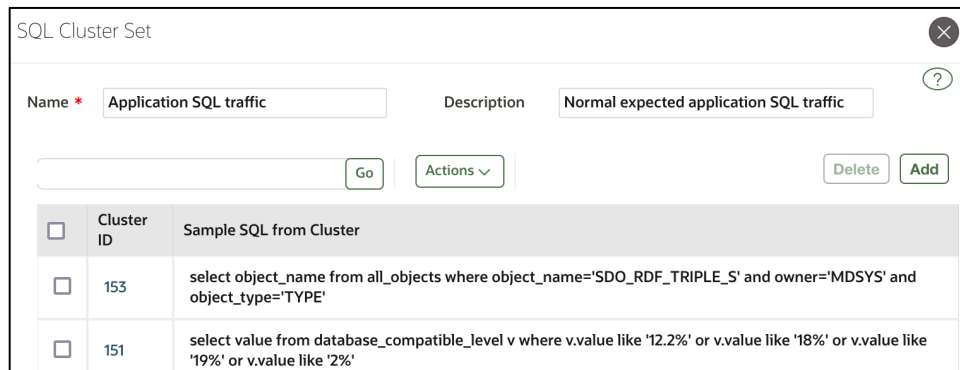 SQL Cluster Set
?
Name * Application SQL traffic Description Normal expected application SQL traffic
Go Actions Delete Add
Cluster ID Sample SQL from Cluster
153 select object_name from all_objects where object_name='SDO_RDF_TRIPLE_S' and owner='MDSYS' and
object_type='TYPE'
151 select value from database_compatible_level v where v.value like '12.2%' or v.value like '18%' or v.value like
'19%' or v.value like '2%'